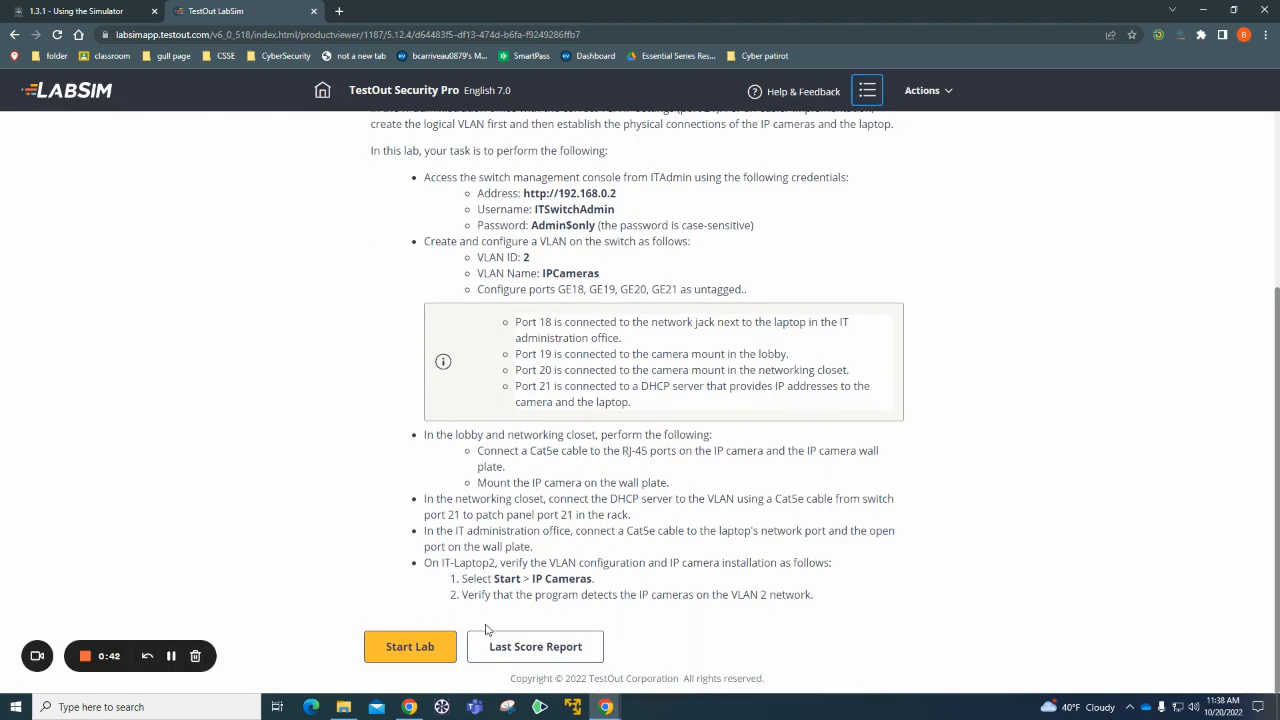 1.3.1 - Using the Simulator
TestOut LabSim
labsimapp.testout.com/v6_0_518/index.html/productviewer/1187/5.12.4/d64483f5-df13-474d-b6fa-f9249286ffb7
folder classroom gull page CSSE CyberSecurity not a new tab bcarriveau0879's M... SmartPass Dashboard Essential Series Res... Cyber patirot
LABSIM TestOut Security Pro English 7.0 Help & Feedback Actions
create the logical VLAN first and then establish the physical connections of the IP cameras and the laptop.
In this lab, your task is to perform the following:
Access the switch management console from ITAdmin using the following credentials:
Address: http://192.168.0.2
Username: ITSwitchAdmin
Password: Admin$only (the password is case-sensitive)
Create and configure a VLAN on the switch as follows:
VLAN ID: 2
VLAN Name: IPCameras
Configure ports GE18, GE19, GE20, GE21 as untagged..
Port 18 is connected to the network jack next to the laptop in the IT
administration office.
Port 19 is connected to the camera mount in the lobby.
Port 20 is connected to the camera mount in the networking closet.
Port 21 is connected to a DHCP server that provides IP addresses to the
camera and the laptop.
In the lobby and networking closet, perform the following:
Connect a Cat5e cable to the RJ-45 ports on the IP camera and the IP camera wall
plate.
Mount the IP camera on the wall plate.
In the networking closet, connect the DHCP server to the VLAN using a Cat5e cable from switch
port 21 to patch panel port 21 in the rack.
In the IT administration office, connect a Cat5e cable to the laptop's network port and the open
port on the wall plate.
On IT-Laptop2, verify the VLAN configuration and IP camera installation as follows:
1. Select Start > IP Cameras.
2. Verify that the program detects the IP cameras on the VLAN 2 network.
Start Lab Last Score Report
0:42
Copyright © 2022 TestOut Corporation All rights reserved.
Type here to search
40°F Cloudy
11:38 AM
10/20/2022